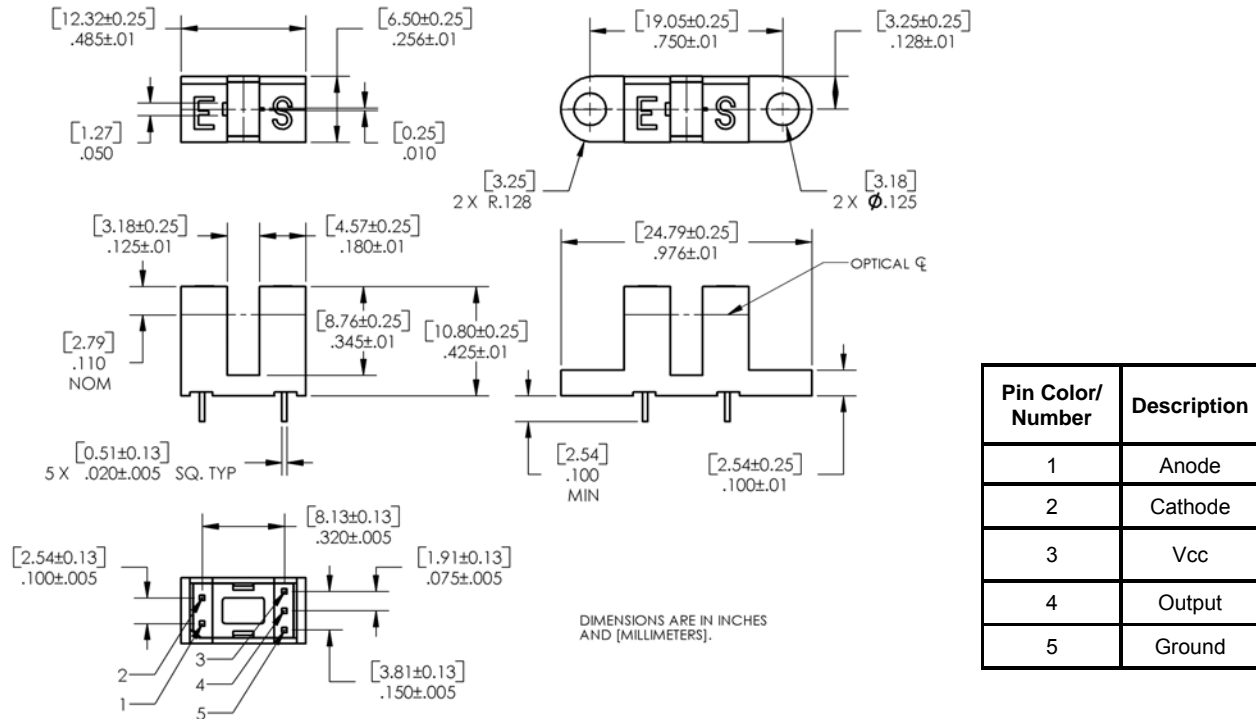 [12.32±0.25]
.485±.01
[6.50±0.25]
.256±.01
[19.05±0.25]
.750±.01
[3.25±0.25]
.128±.01
E S
E S
[1.27]
.050
[0.25]
.010
[3.25]
2 X R.128
[3.18]
2 X Ø.125
[3.18±0.25]
.125±.01
[4.57±0.25]
.180±.01
[24.79±0.25]
.976±.01
OPTICAL ℄
[2.79]
.110
NOM
[8.76±0.25]
.345±.01
[10.80±0.25]
.425±.01
[0.51±0.13]
5 X .020±.005 SQ. TYP
[2.54]
.100
MIN
[2.54±0.25]
.100±.01
[8.13±0.13]
.320±.005
[2.54±0.13]
.100±.005
[1.91±0.13]
.075±.005
2
1
3
4
5
[3.81±0.13]
.150±.005
DIMENSIONS ARE IN INCHES
AND [MILLIMETERS].
Pin Color/ Description
Number
1 Anode
2 Cathode
3 Vcc
4 Output
5 Ground